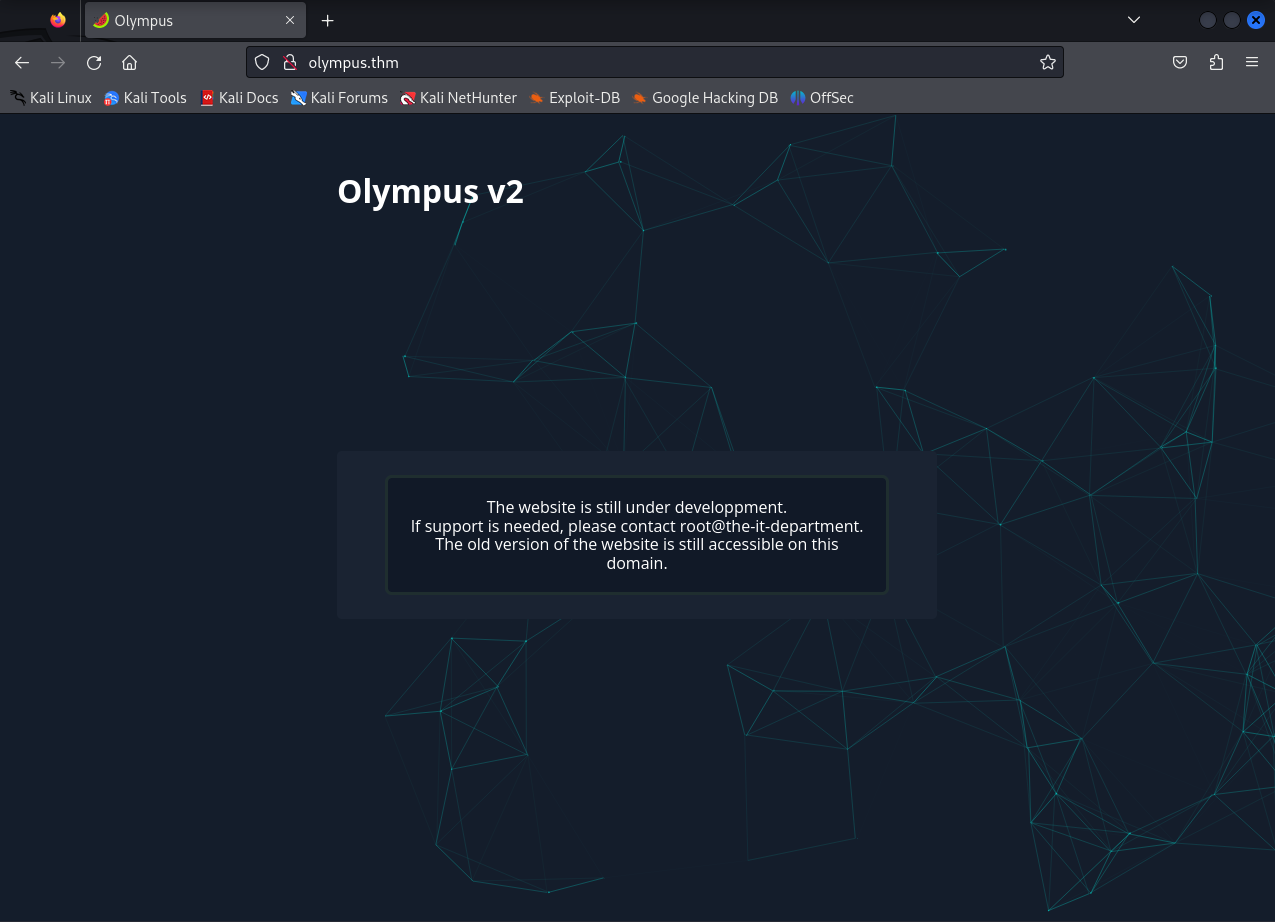 Olympus
olympus.thm
Kali Linux Kali Tools Kali Docs Kali Forums Kali NetHunter Exploit-DB Google Hacking DB OffSec
Olympus v2
The website is still under developpment.
If support is needed, please contact root@the-it-department.
The old version of the website is still accessible on this
domain.